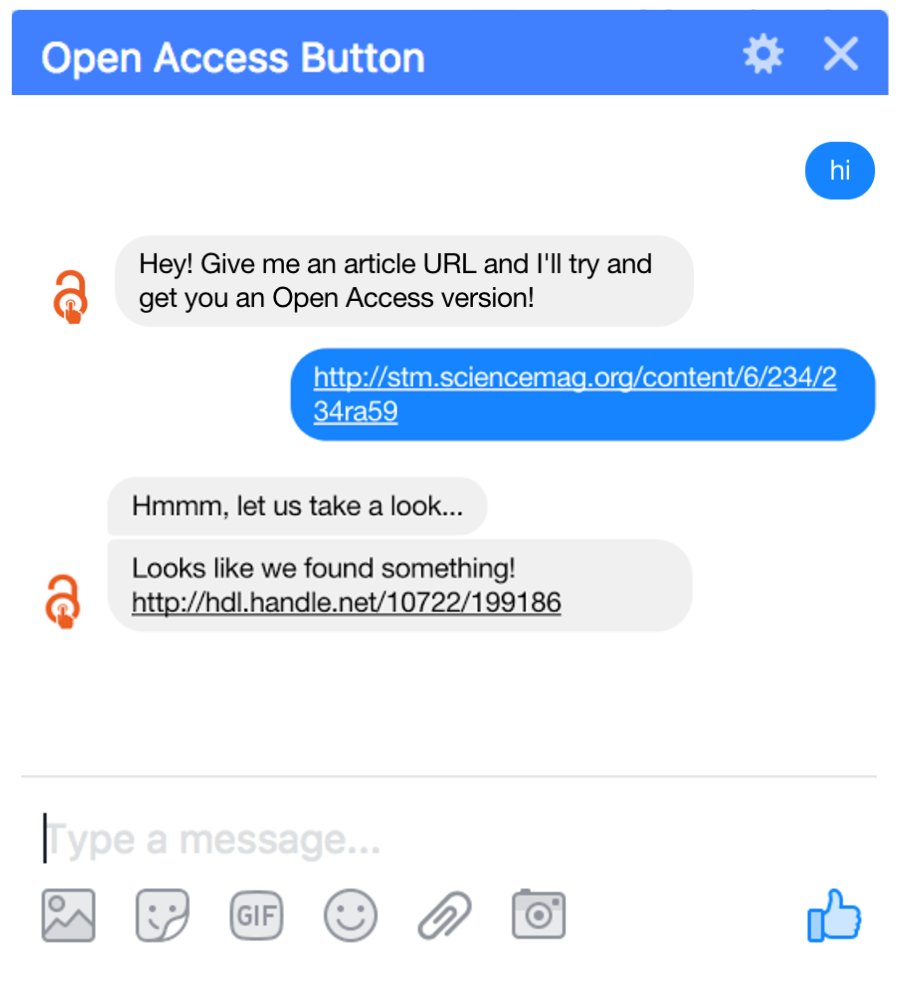 Open Access Button
hi
Hey! Give me an article URL and I'll try and
get you an Open Access version!
http://stm.sciencemag.org/content/6/234/2
34ra59
Hmmm, let us take a look...
Looks like we found something!
http://hdl.handle.net/10722/199186
Type a message...
GIF